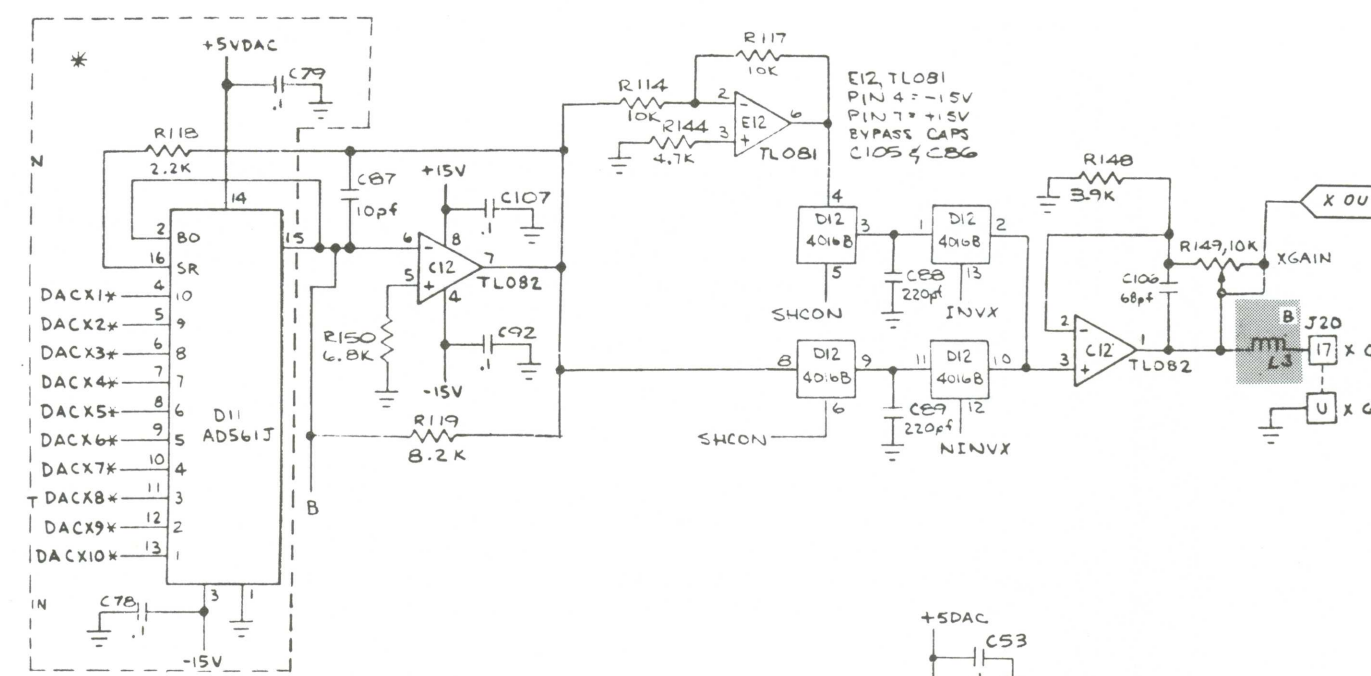 *
+5VDAC
C79
.1
R118
2.2K
N
C87
10pf
14
2
BO
15
16
SR
DACX1*
4
10
DACX2*
5
9
DACX3*
6
8
DACX4*
7
7
DACX5*
8
6
DACX6*
9
5
DACX7*
10
4
T
DACX8*
11
3
DACX9*
12
2
DACX10*
13
1
D11
AD561J
3
1
IN
C78
.1
-15V
+15V
C107
.1
6
-
8
7
C12
5
+
4
TL082
R150
6.8K
C92
.1
-15V
R119
8.2K
B
R117
10K
R114
10K
2
-
6
E12
3
+
R144
4.7K
TL081
E12, TL081
PIN 4 = -15V
PIN 7 = +15V
BYPASS CAPS
C105 & C86
4
D12
4016B
3
5
SHCON
C88
220pf
1
D12
4016B
2
13
INVX
8
D12
4016B
9
6
SHCON
C89
220pf
11
D12
4016B
10
12
NINVX
R148
3.9K
R149, 10K
XGAIN
X OU
C106
68pf
2
-
1
C12
3
+
TL082
B
L3
J20
17
X C
U
X G
+5DAC
C53